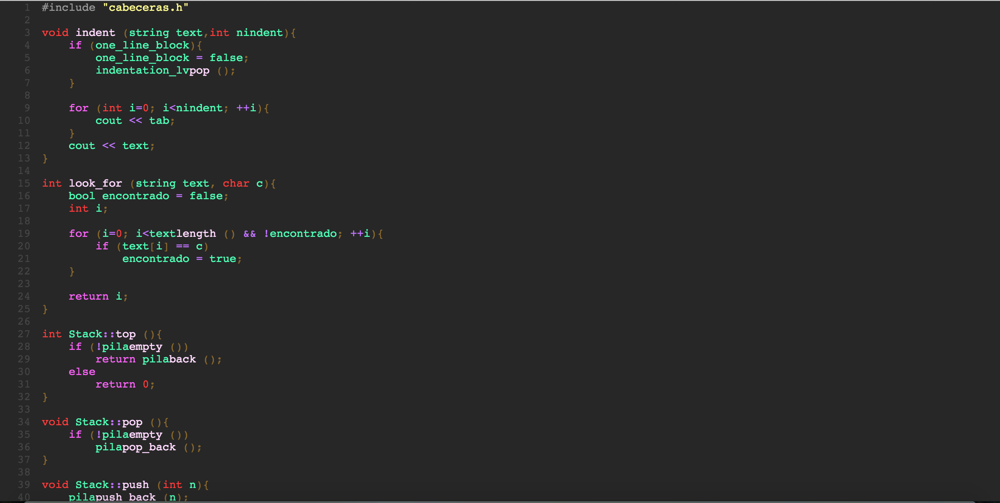 1 #include "cabeceras.h"
2
3 void indent (string text,int nindent){
4     if (one_line_block){
5         one_line_block = false;
6         indentation_lvpop ();
7     }
8
9     for (int i=0; i<nindent; ++i){
10         cout << tab;
11     }
12     cout << text;
13 }
14
15 int look_for (string text, char c){
16     bool encontrado = false;
17     int i;
18
19     for (i=0; i<textlength () && !encontrado; ++i){
20         if (text[i] == c)
21             encontrado = true;
22     }
23
24     return i;
25 }
26
27 int Stack::top (){
28     if (!pilaempty ())
29         return pilaback ();
30     else
31         return 0;
32 }
33
34 void Stack::pop (){
35     if (!pilaempty ())
36         pilapop_back ();
37 }
38
39 void Stack::push (int n){
40     pilapush_back (n);